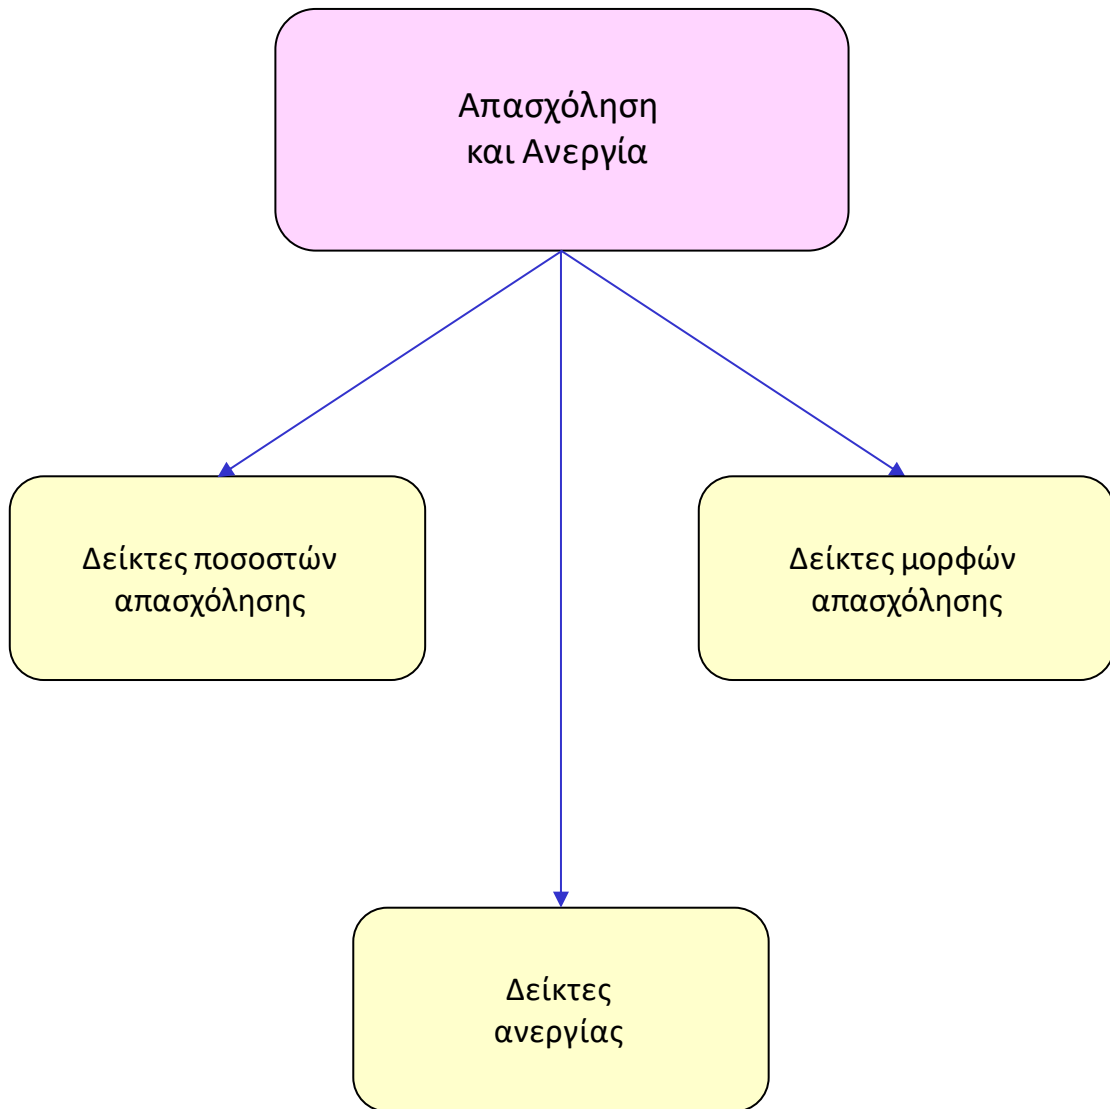 Απασχόληση
και Ανεργία
Δείκτες ποσοστών
απασχόλησης
Δείκτες μορφών
απασχόλησης
Δείκτες
ανεργίας